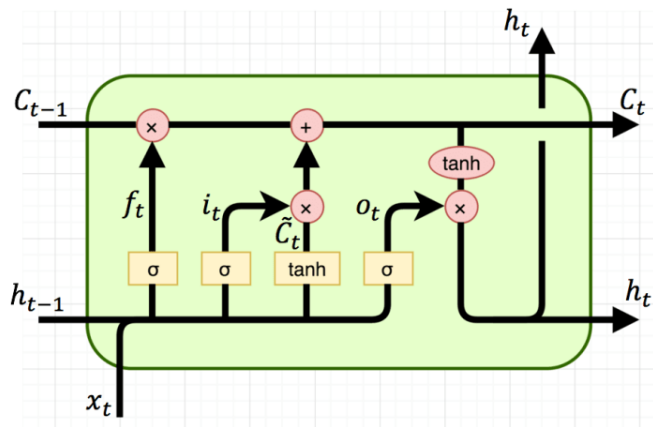 h_t
C_{t-1} × + C_t
tanh
f_t i_t × o_t ×
C̃_t
σ σ tanh σ
h_{t-1} h_t
x_t